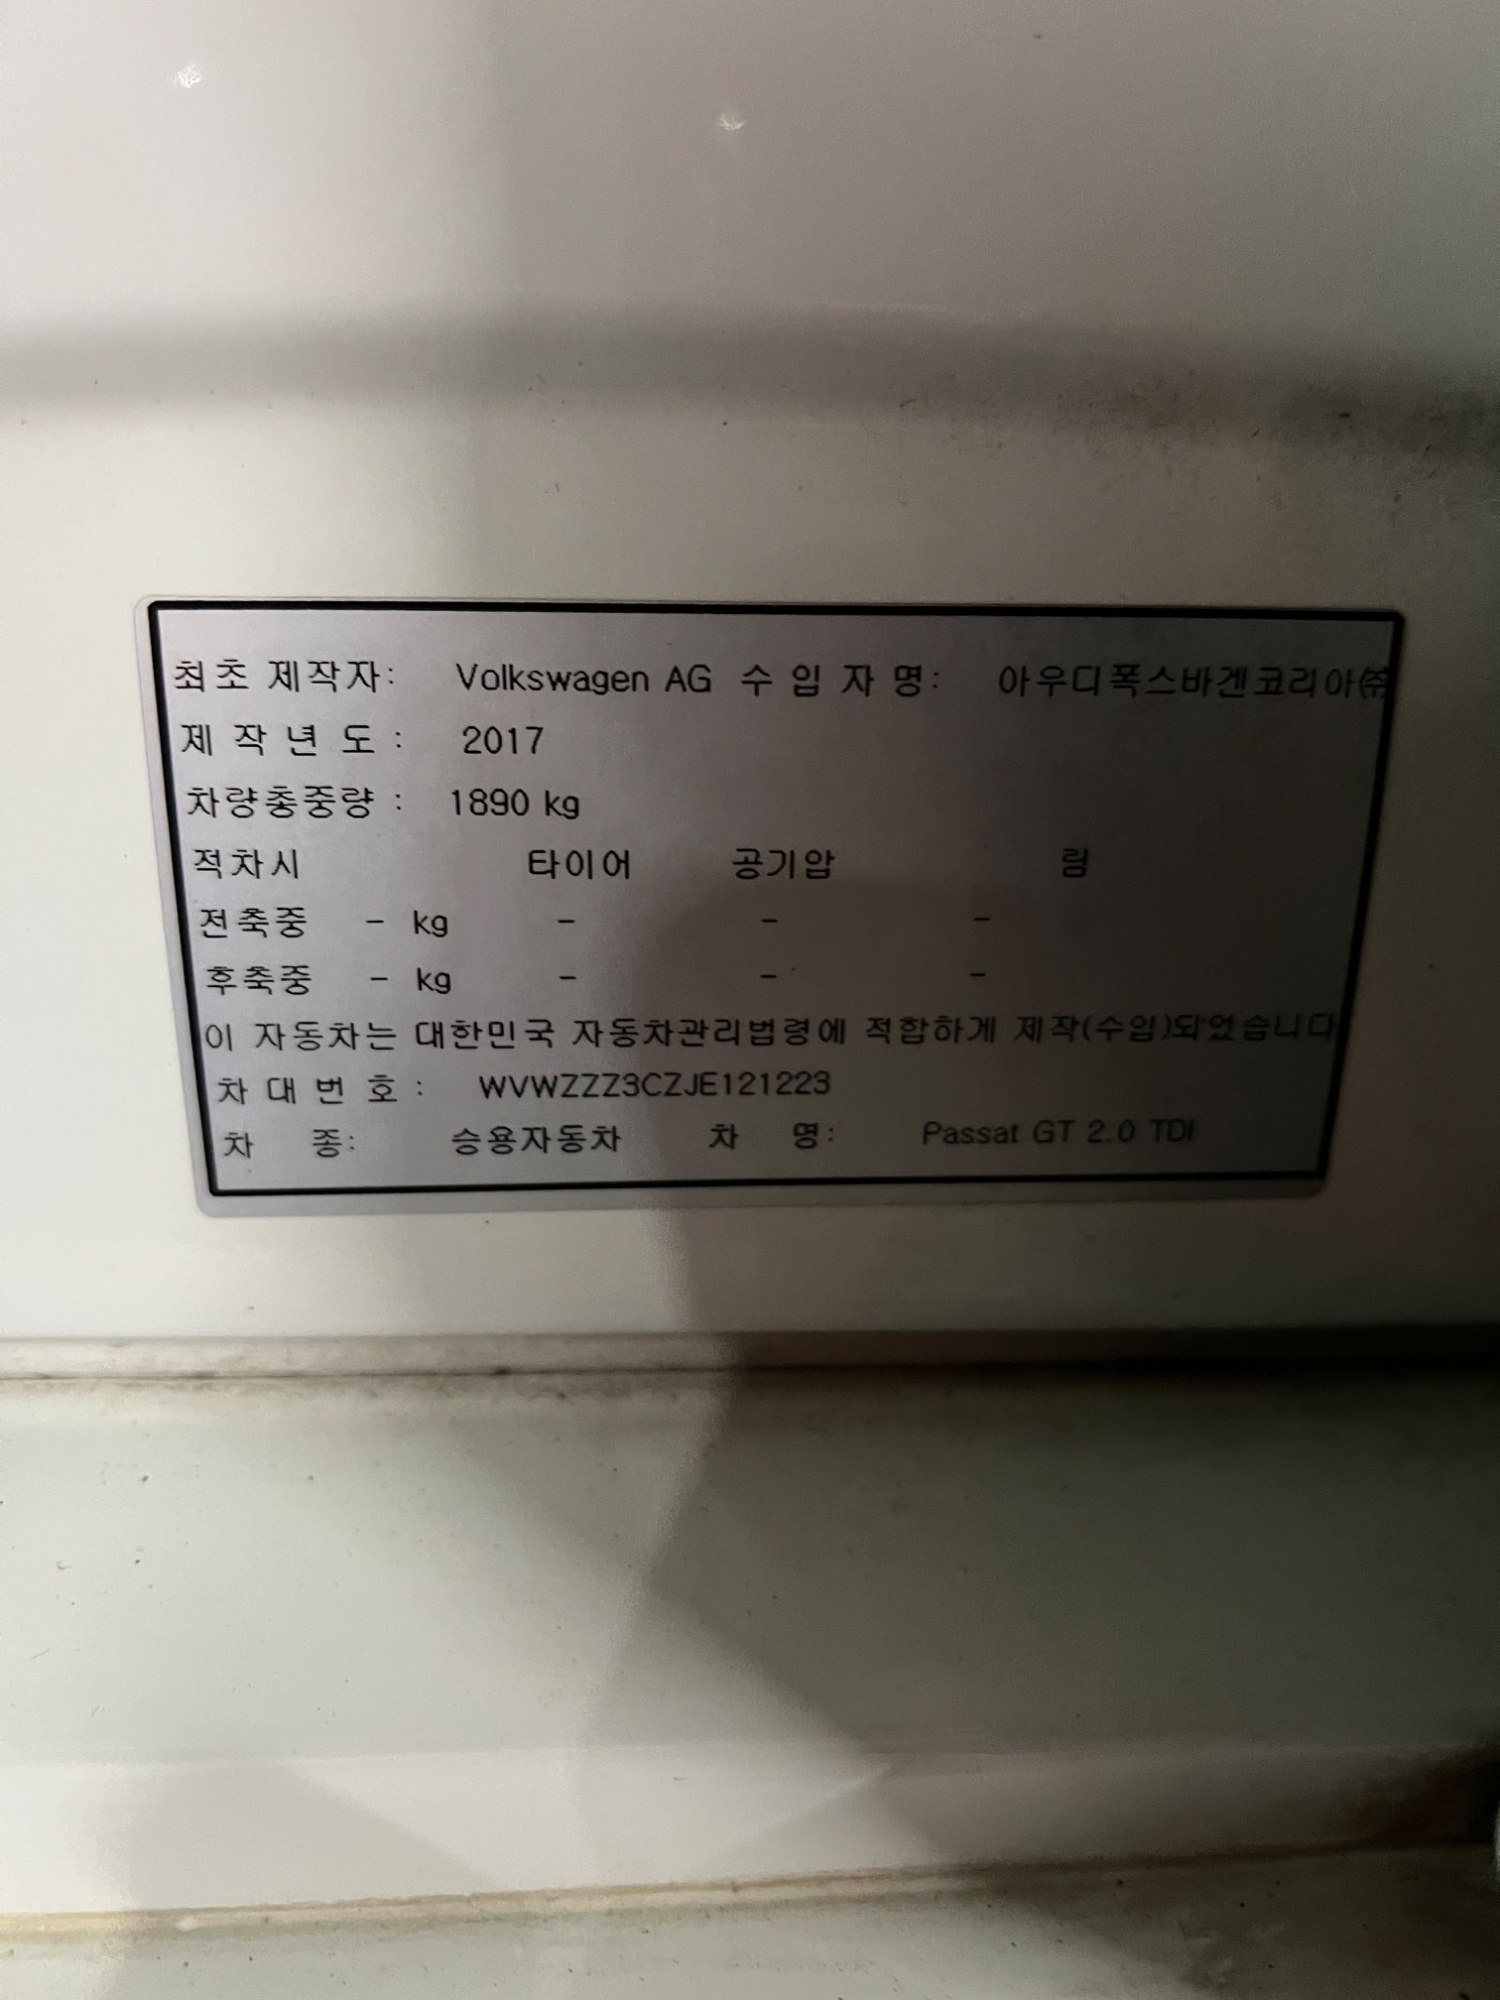 최초 제작자: Volkswagen AG 수 입 자 명: 아우디폭스바겐코리아㈜
제 작 년 도 : 2017
차량총중량 : 1890 kg
적차시 타이어 공기압 림
전축중 - kg - - -
후축중 - kg - - -
이 자동차는 대한민국 자동차관리법령에 적합하게 제작(수입)되었습니다
차 대 번 호 : WVWZZZ3CZJE121223
차 종: 승용자동차 차 명: Passat GT 2.0 TDI